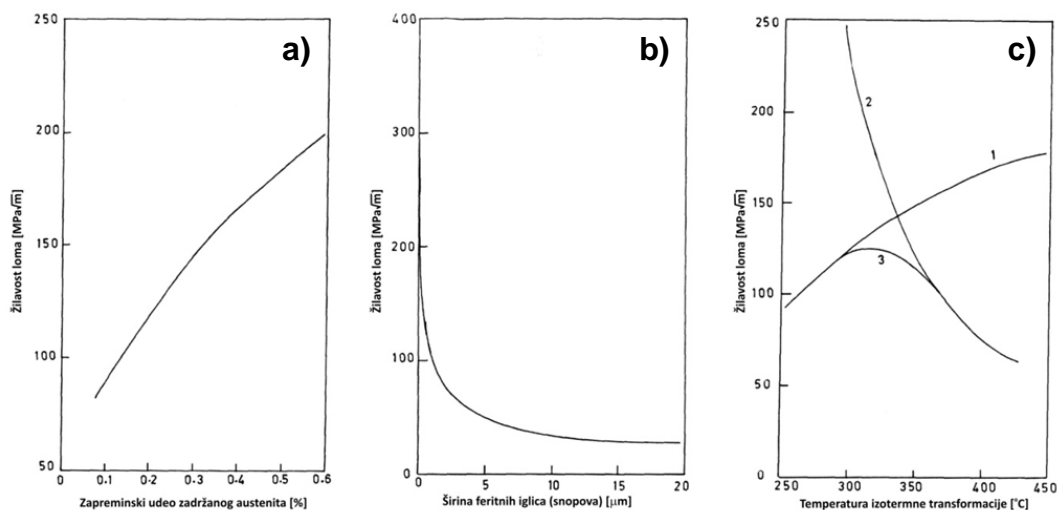 a)
250
200
150
100
50
0 0·1 0·2 0·3 0·4 0·5 0·6
Žilavost loma [MPa√m]
Zapreminski udeo zadržanog austenita [%]
b)
400
300
200
100
0
0 5 10 15 20
Žilavost loma [MPa√m]
Širina feritnih iglica (snopova) [μm]
c)
250
200
150
100
50
0
250 300 350 400 450
2
1
3
Žilavost loma [MPa√m]
Temperatura izotermne transformacije [°C]